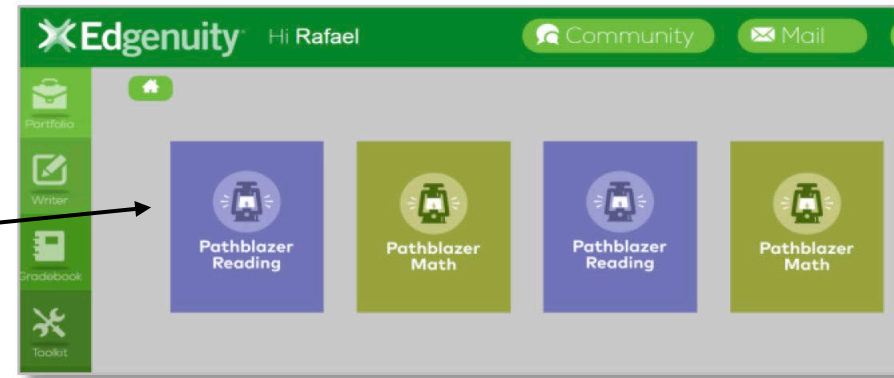 Edgenuity Hi Rafael Community Mail
Portfolio
Writer
Gradebook
Toolkit
Pathblazer
Reading
Pathblazer
Math
Pathblazer
Reading
Pathblazer
Math